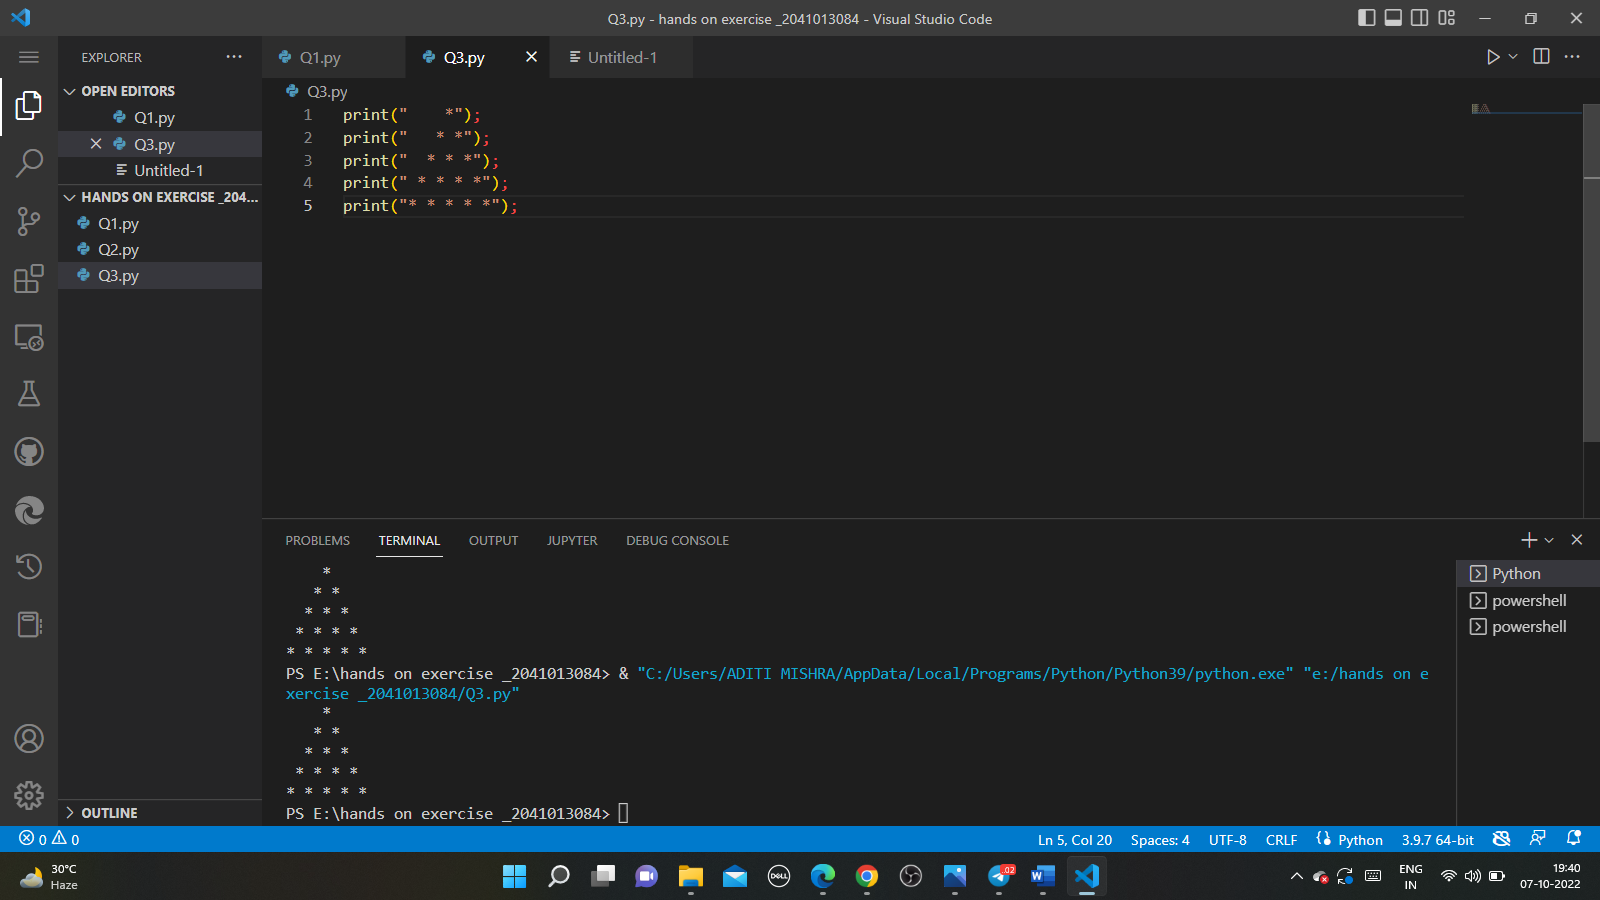 Q3.py - hands on exercise _2041013084 - Visual Studio Code
EXPLORER
OPEN EDITORS
Q1.py
Q3.py
Untitled-1
HANDS ON EXERCISE _204...
Q1.py
Q2.py
Q3.py
OUTLINE
Q1.py
Q3.py
Untitled-1
Q3.py
1 print("    *");
2 print("   * *");
3 print("  * * *");
4 print(" * * * *");
5 print("* * * * *");
PROBLEMS TERMINAL OUTPUT JUPYTER DEBUG CONSOLE
    *
   * *
  * * *
 * * * *
* * * * *
PS E:\hands on exercise _2041013084> & "C:/Users/ADITI MISHRA/AppData/Local/Programs/Python/Python39/python.exe" "e:/hands on e
xercise _2041013084/Q3.py"
    *
   * *
  * * *
 * * * *
* * * * *
PS E:\hands on exercise _2041013084>
Python
powershell
powershell
0 0 Ln 5, Col 20 Spaces: 4 UTF-8 CRLF Python 3.9.7 64-bit
30°C
Haze
DELL
.02
W
ENG
IN
19:40
07-10-2022